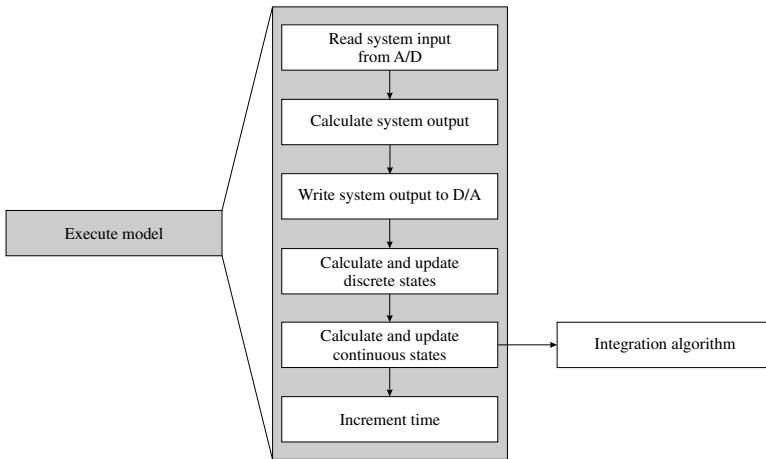 Read system input
from A/D
Calculate system output
Write system output to D/A
Execute model
Calculate and update
discrete states
Calculate and update
continuous states
Integration algorithm
Increment time